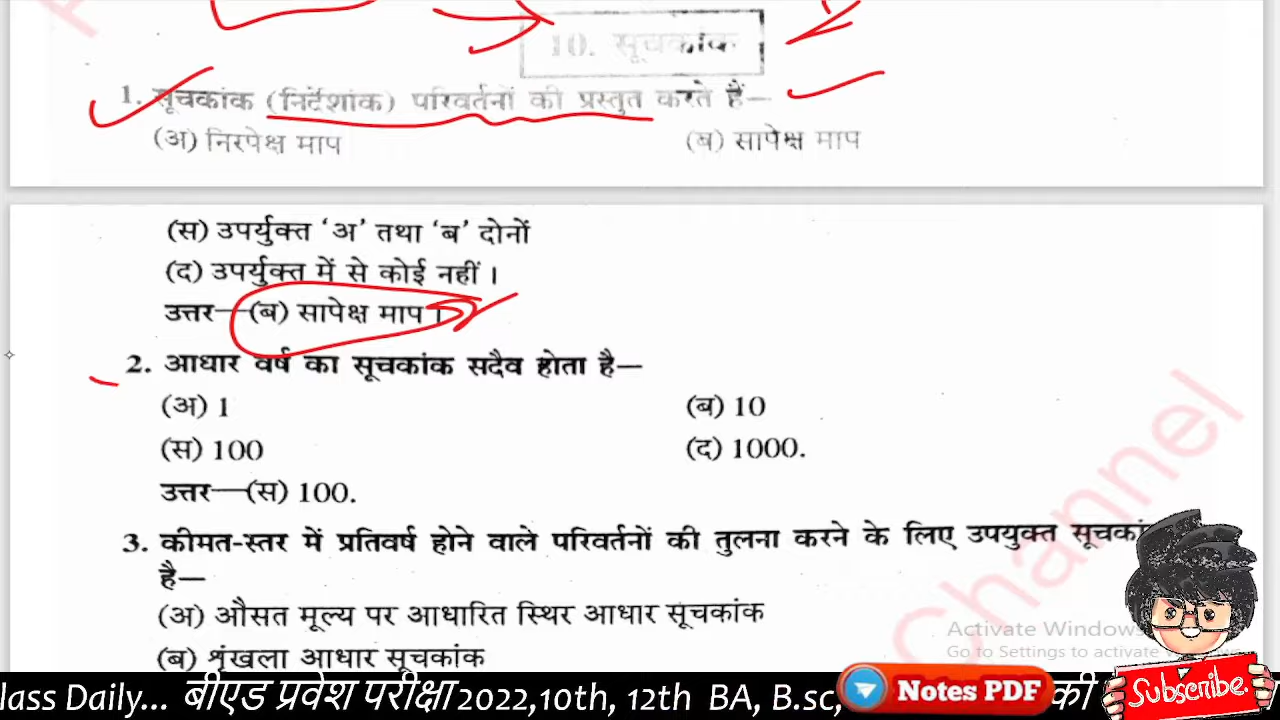 10. सूचकांक
1. सूचकांक (निर्देशांक) परिवर्तनों की प्रस्तुत करते हैं—
(अ) निरपेक्ष माप (ब) सापेक्ष माप
(स) उपर्युक्त ‘अ’ तथा ‘ब’ दोनों
(द) उपर्युक्त में से कोई नहीं ।
उत्तर—(ब) सापेक्ष माप ।
2. आधार वर्ष का सूचकांक सदैव होता है—
(अ) 1 (ब) 10
(स) 100 (द) 1000.
उत्तर—(स) 100.
3. कीमत-स्तर में प्रतिवर्ष होने वाले परिवर्तनों की तुलना करने के लिए उपयुक्त
है—
(अ) औसत मूल्य पर आधारित स्थिर आधार सूचकांक
(ब) शृंखला आधार सूचकांक
Channel
Activate Windows
Go to Settings to activate
lass Daily... बीएड प्रवेश परीक्षा 2022,10th, 12th BA, B.sc,
Notes PDF
की
Subscribe